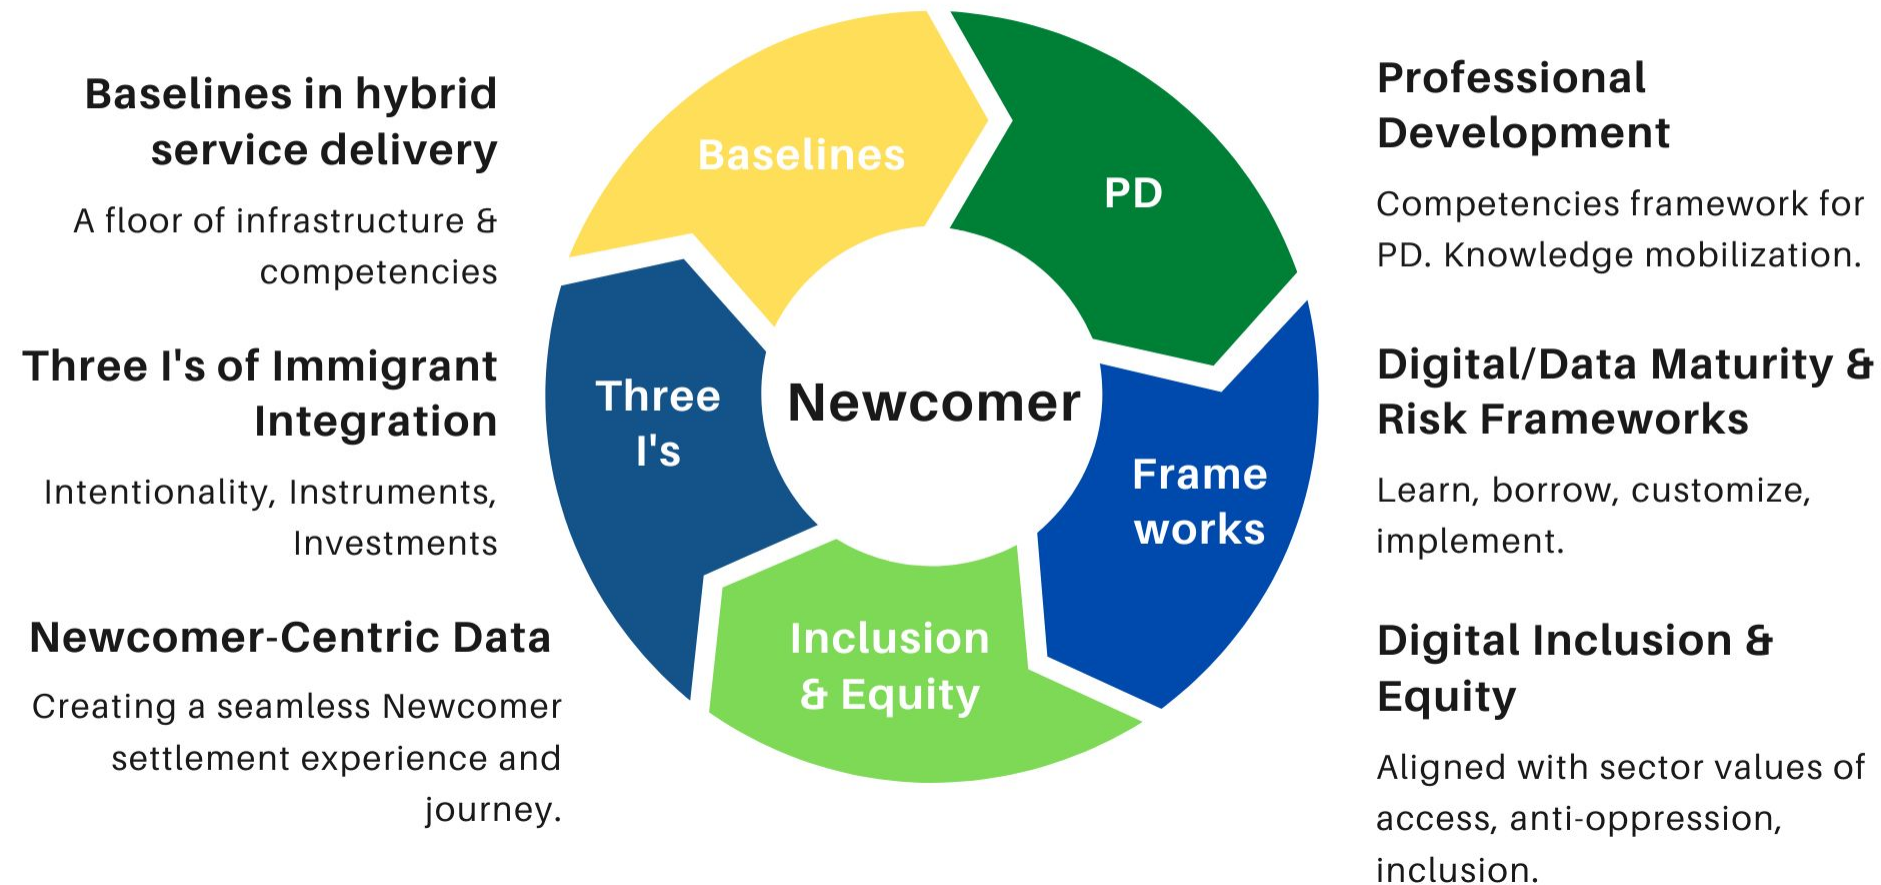 Baselines in hybrid
service delivery
A floor of infrastructure &
competencies
Three I's of Immigrant
Integration
Intentionality, Instruments,
Investments
Newcomer-Centric Data
Creating a seamless Newcomer
settlement experience and
journey.
Baselines
PD
Three
I's
Newcomer
Frame
works
Inclusion
& Equity
Professional
Development
Competencies framework for
PD. Knowledge mobilization.
Digital/Data Maturity &
Risk Frameworks
Learn, borrow, customize,
implement.
Digital Inclusion &
Equity
Aligned with sector values of
access, anti-oppression,
inclusion.